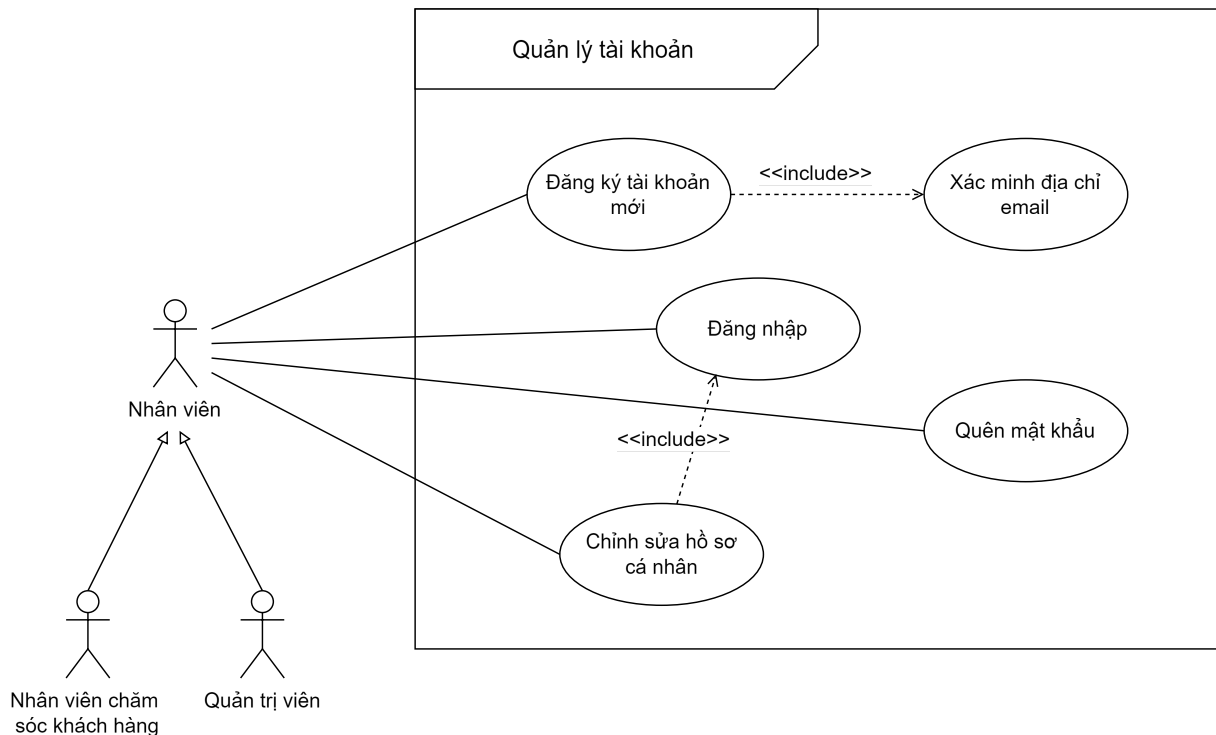 Quản lý tài khoản
Đăng ký tài khoản
mới
<<include>>
Xác minh địa chỉ
email
Đăng nhập
Nhân viên
Quên mật khẩu
<<include>>
Chỉnh sửa hồ sơ
cá nhân
Nhân viên chăm
sóc khách hàng
Quản trị viên